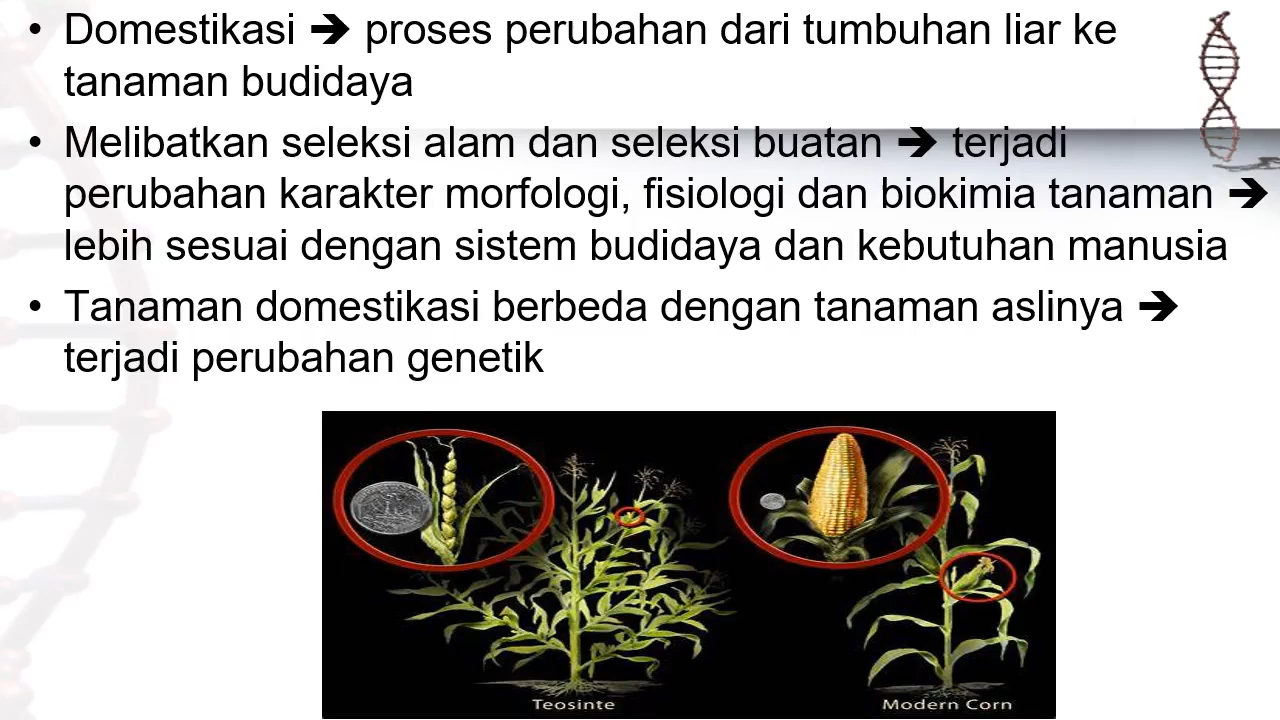 • Domestikasi ➔ proses perubahan dari tumbuhan liar ke
tanaman budidaya
• Melibatkan seleksi alam dan seleksi buatan ➔ terjadi
perubahan karakter morfologi, fisiologi dan biokimia tanaman ➔
lebih sesuai dengan sistem budidaya dan kebutuhan manusia
• Tanaman domestikasi berbeda dengan tanaman aslinya ➔
terjadi perubahan genetik
Teosinte
Modern Corn